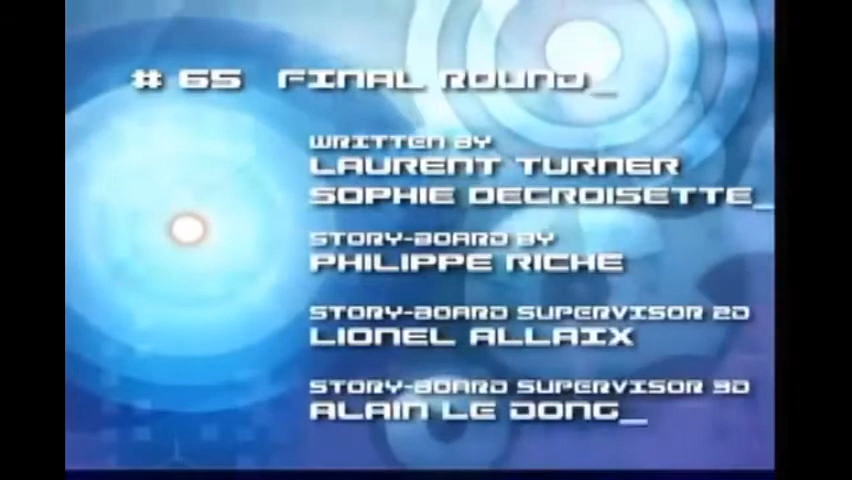 # 65 FINAL ROUND_
WRITTEN BY
LAURENT TURNER
SOPHIE DECROISETTE_
STORY-BOARD BY
PHILIPPE RICHE
STORY-BOARD SUPERVISOR 2D
LIONEL ALLAIX
STORY-BOARD SUPERVISOR 3D
ALAIN LE DONG_